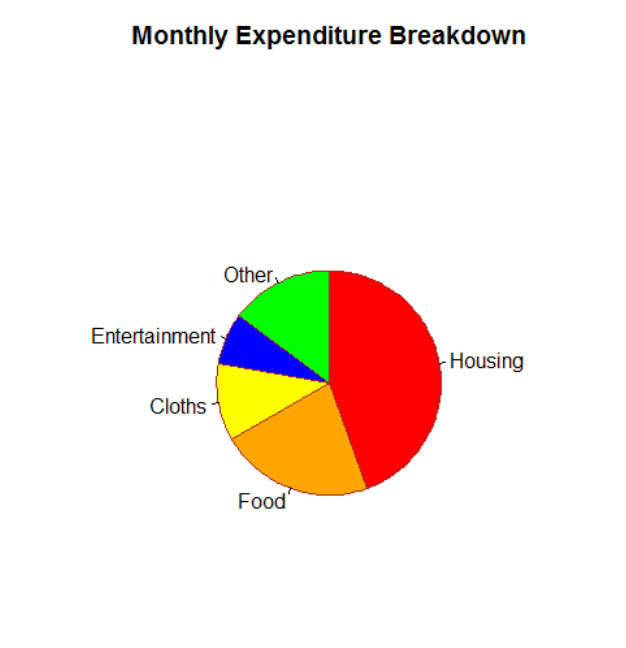 Monthly Expenditure Breakdown
Other
Entertainment
Housing
Cloths
Food